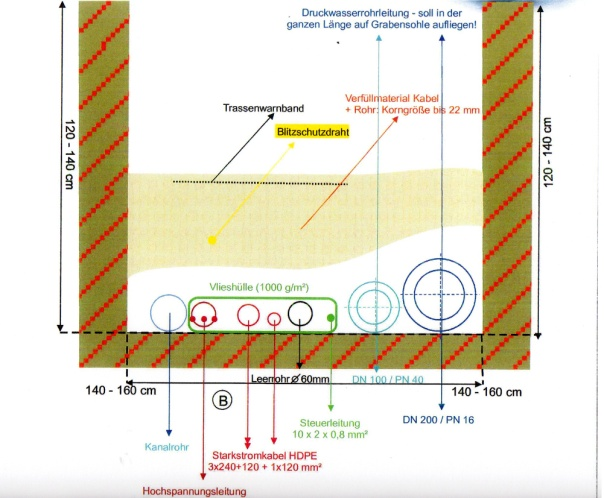 Druckwasserrohrleitung - soll in der
ganzen Länge auf Grabensohle aufliegen!
Verfüllmaterial Kabel
+ Rohr: Korngröße bis 22 mm
Trassenwarnband
Blitzschutzdraht
120 - 140 cm
120 - 140 cm
Vlieshülle (1000 g/m²)
Leerrohr Ø 60mm
DN 100 / PN 40
140 - 160 cm
140 - 160 cm
B
DN 200 / PN 16
Steuerleitung
10 x 2 x 0,8 mm²
Kanalrohr
Starkstromkabel HDPE
3x240+120 + 1x120 mm²
Hochspannungsleitung